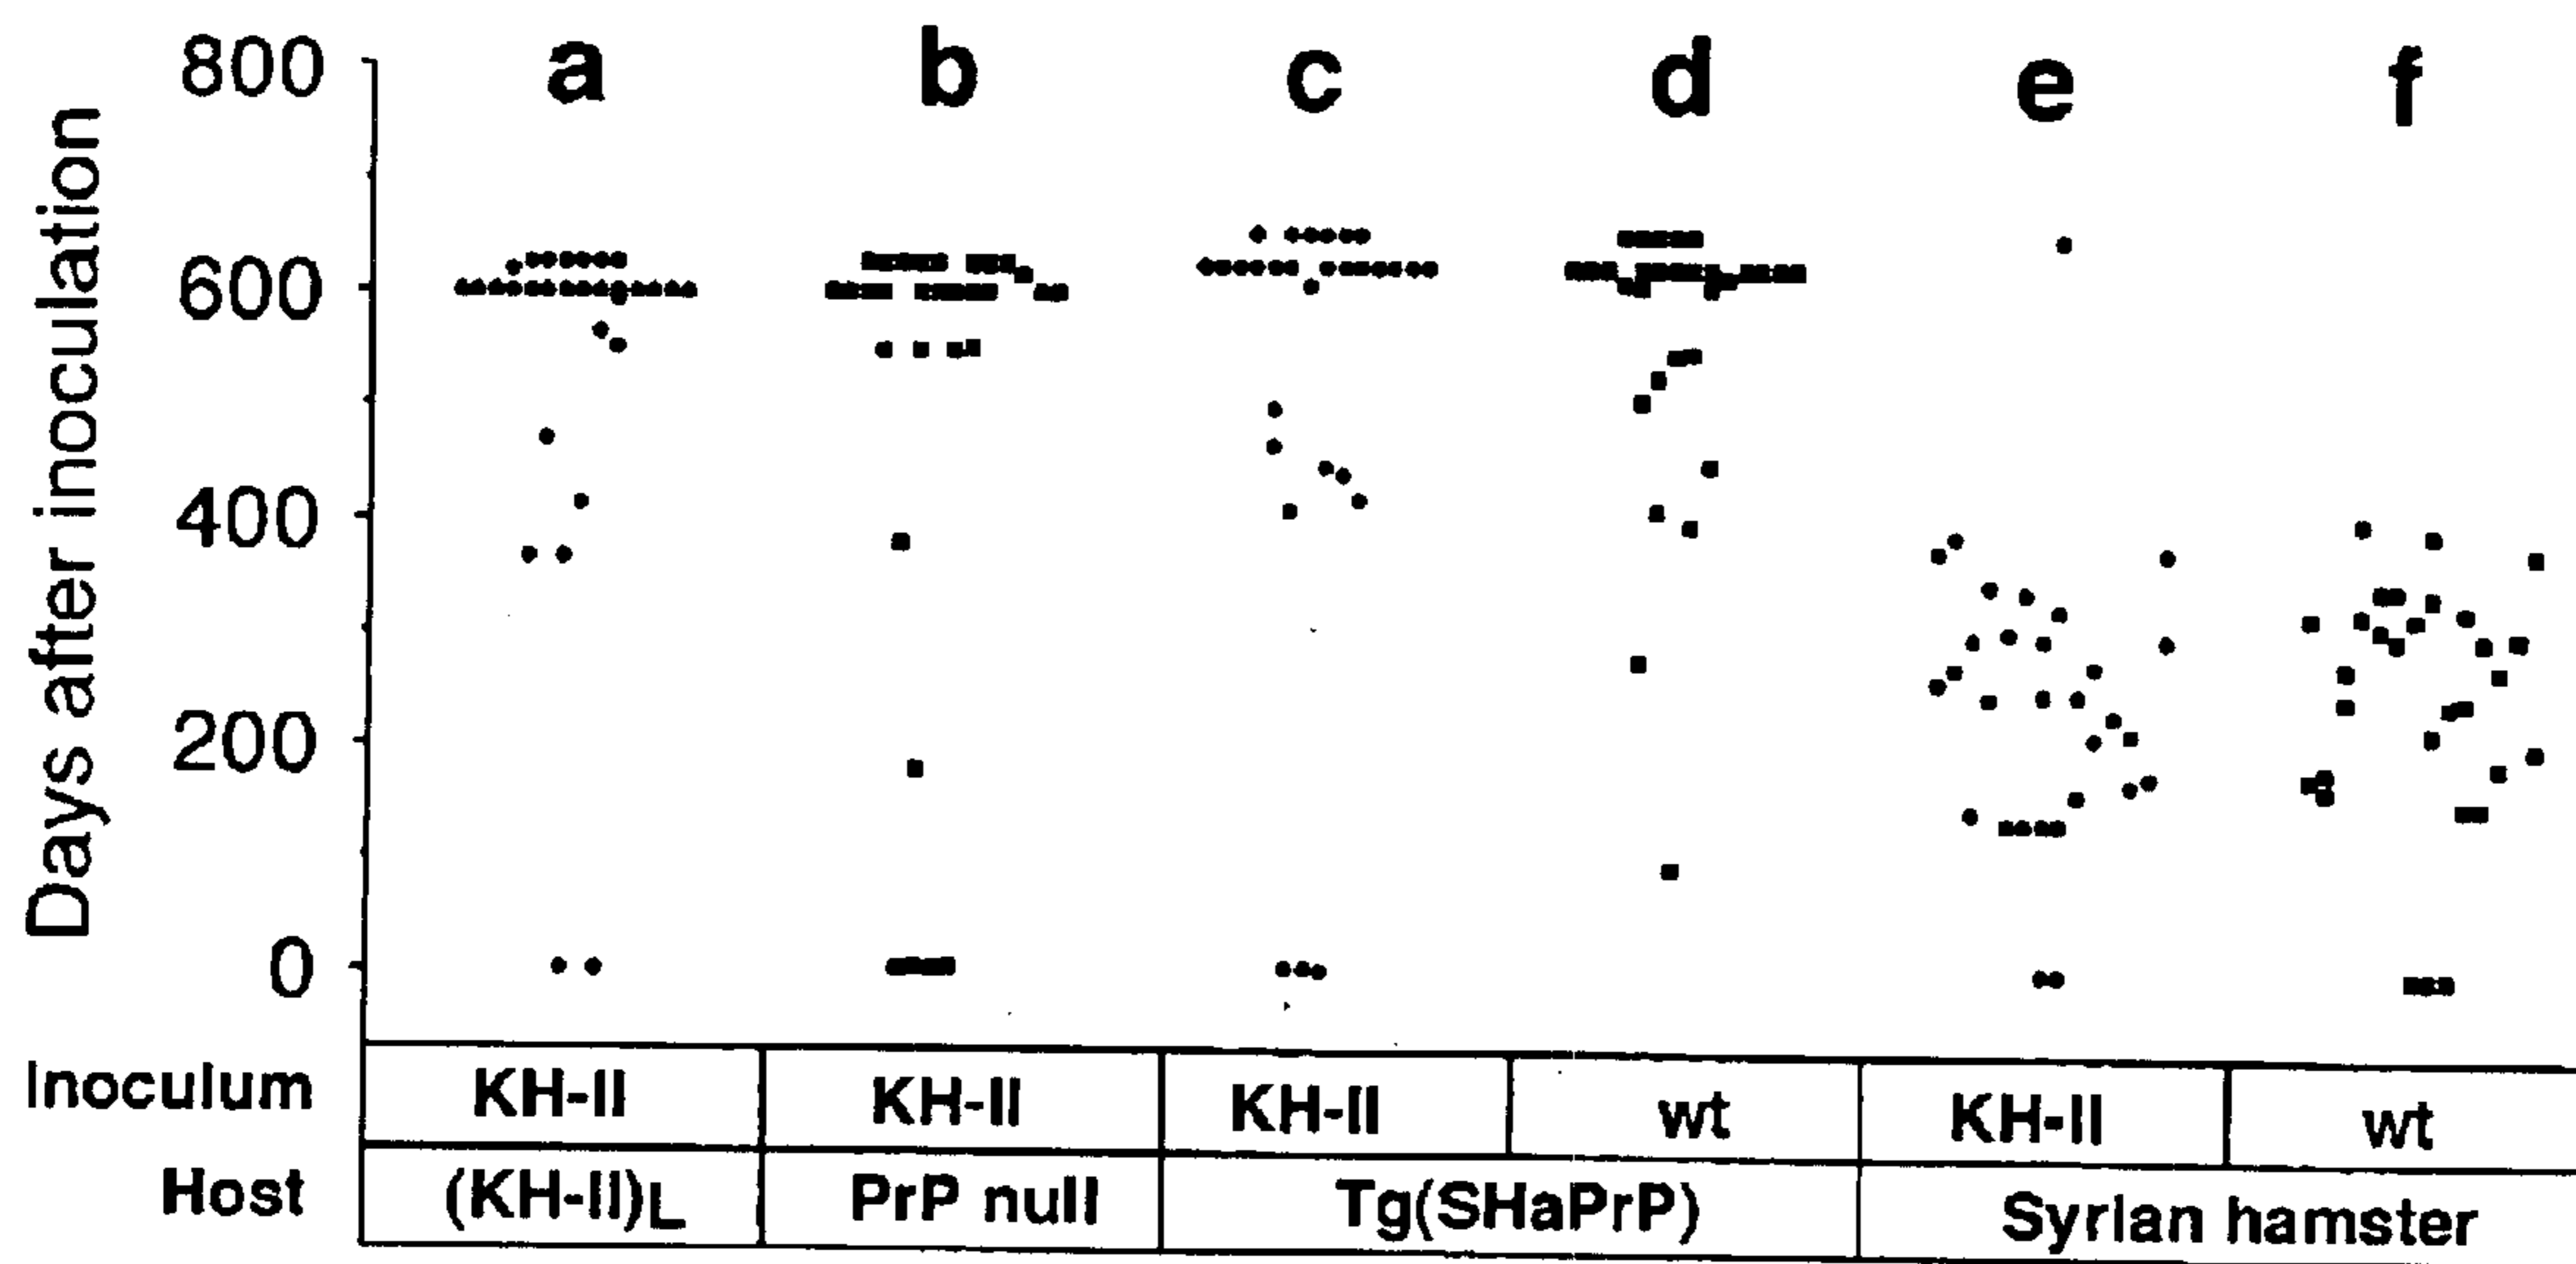 800 a b c d e f
600
400
200
0
Days after inoculation
Inoculum KH-II KH-II KH-II wt KH-II wt
Host (KH-II)L PrP null Tg(SHaPrP) Syrian hamster